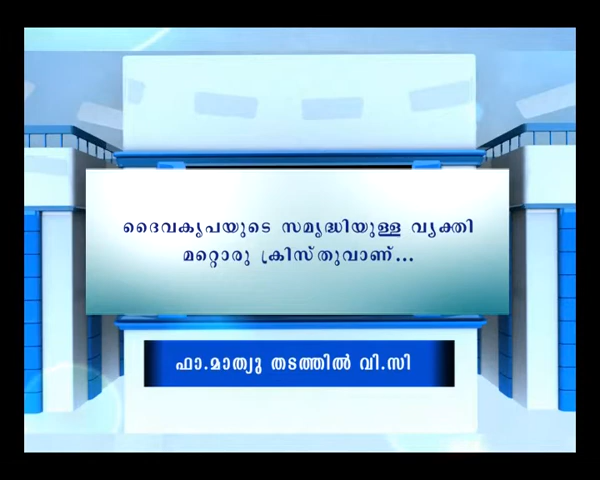 ദൈവകൃപയുടെ സമൃദ്ധിയുള്ള വ്യക്തി
മറ്റൊരു ക്രിസ്തുവാണ്...
ഫാ.മാത്യു തടത്തിൽ വി.സി